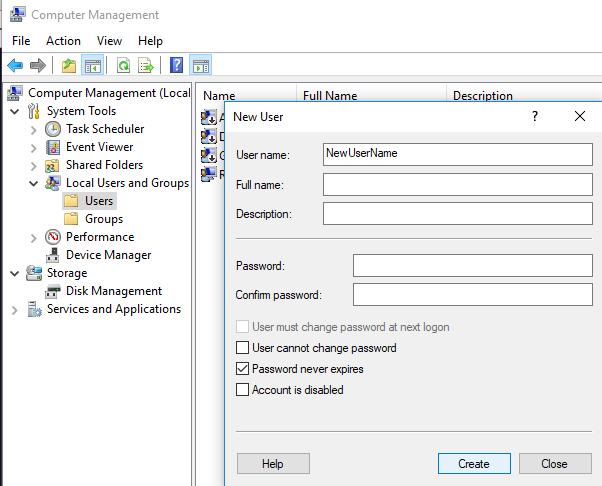 Computer Management
File Action View Help
Computer Management (Local
System Tools
Task Scheduler
Event Viewer
Shared Folders
Local Users and Groups
Users
Groups
Performance
Device Manager
Storage
Disk Management
Services and Applications
Name Full Name Description
A
D
R
New User
User name: NewUserName
Full name:
Description:
Password:
Confirm password:
User must change password at next logon
User cannot change password
Password never expires
Account is disabled
Help Create Close